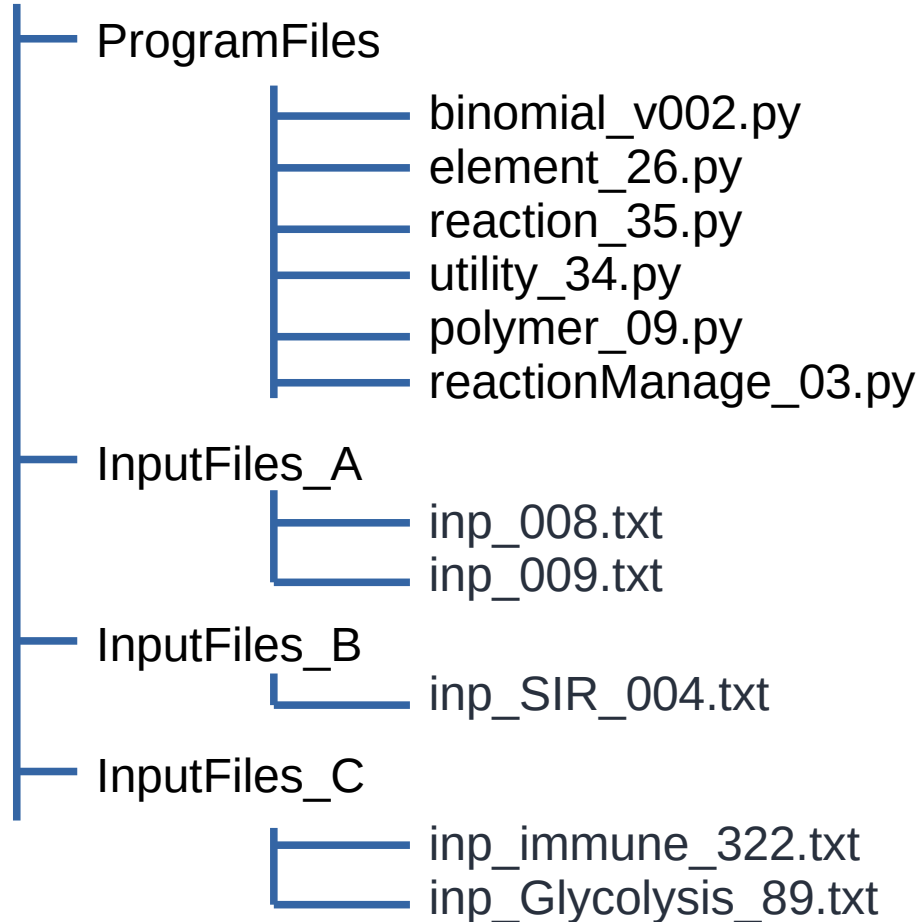 ProgramFiles
binomial_v002.py
element_26.py
reaction_35.py
utility_34.py
polymer_09.py
reactionManage_03.py
InputFiles_A
inp_008.txt
inp_009.txt
InputFiles_B
inp_SIR_004.txt
InputFiles_C
inp_immune_322.txt
inp_Glycolysis_89.txt